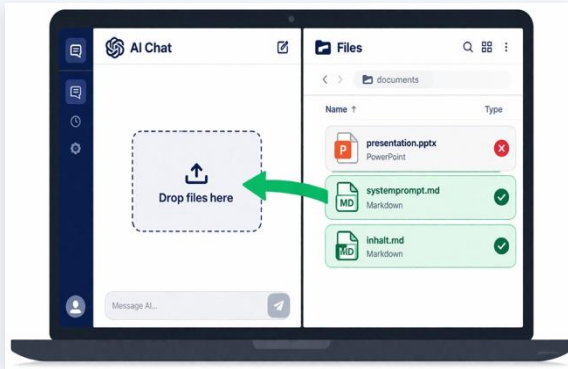 AI Chat
Drop files here
Message AI...
Files
documents
Name ↑
Type
P
presentation.pptx
PowerPoint
MD
systemprompt.md
Markdown
MD
inhalt.md
Markdown